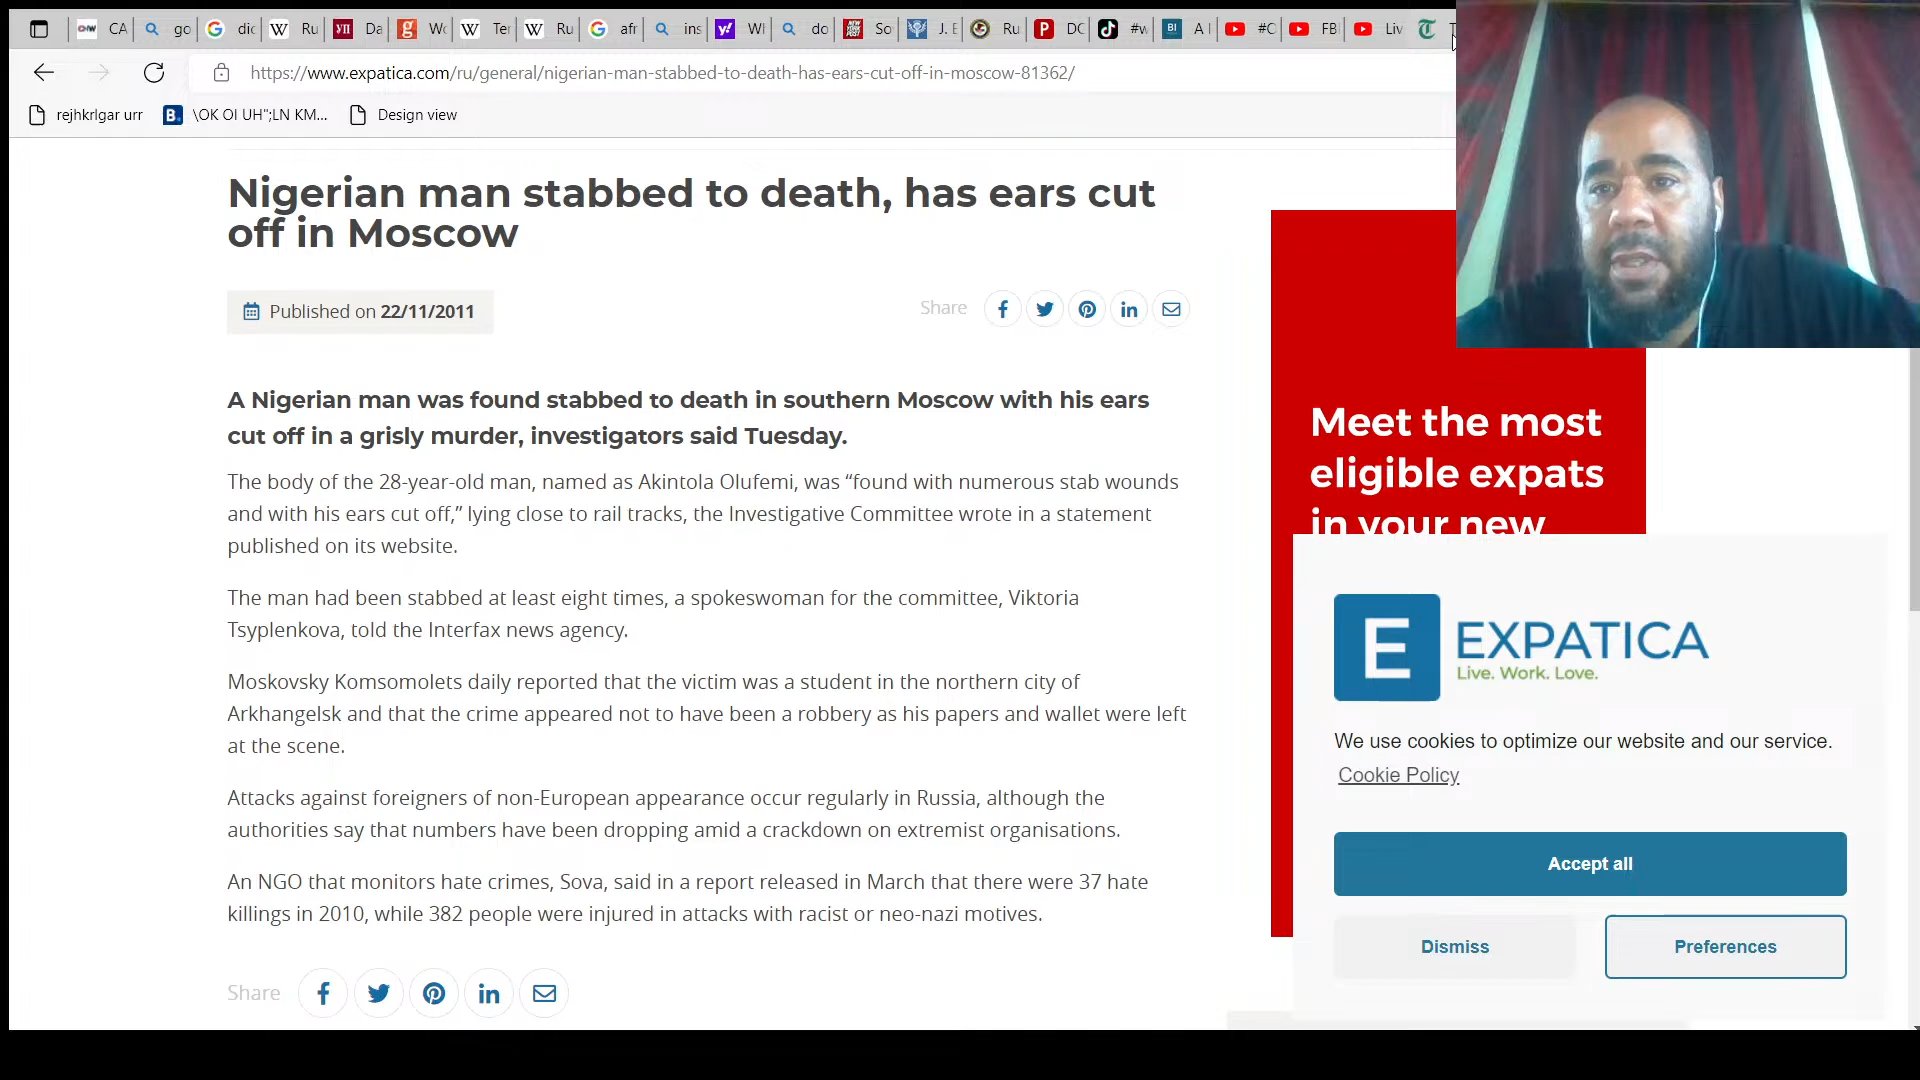 CA
go
dic
Ru
УП
Da
Wo
Ter
Ru
afr
ins
WI
do
So
J. E
Ru
DC
#w
BI
A I
#C
FBI
Liv
https://www.expatica.com/ru/general/nigerian-man-stabbed-to-death-has-ears-cut-off-in-moscow-81362/
rejhkrlgar urr
B.
\OK OI UH";LN KM...
Design view
Nigerian man stabbed to death, has ears cut
off in Moscow
Published on 22/11/2011
Share
A Nigerian man was found stabbed to death in southern Moscow with his ears
cut off in a grisly murder, investigators said Tuesday.
The body of the 28-year-old man, named as Akintola Olufemi, was “found with numerous stab wounds
and with his ears cut off,” lying close to rail tracks, the Investigative Committee wrote in a statement
published on its website.
The man had been stabbed at least eight times, a spokeswoman for the committee, Viktoria
Tsyplenkova, told the Interfax news agency.
Moskovsky Komsomolets daily reported that the victim was a student in the northern city of
Arkhangelsk and that the crime appeared not to have been a robbery as his papers and wallet were left
at the scene.
Attacks against foreigners of non-European appearance occur regularly in Russia, although the
authorities say that numbers have been dropping amid a crackdown on extremist organisations.
An NGO that monitors hate crimes, Sova, said in a report released in March that there were 37 hate
killings in 2010, while 382 people were injured in attacks with racist or neo-nazi motives.
Share
Meet the most
eligible expats
in your new
E EXPATICA
Live. Work. Love.
We use cookies to optimize our website and our service.
Cookie Policy
Accept all
Dismiss
Preferences